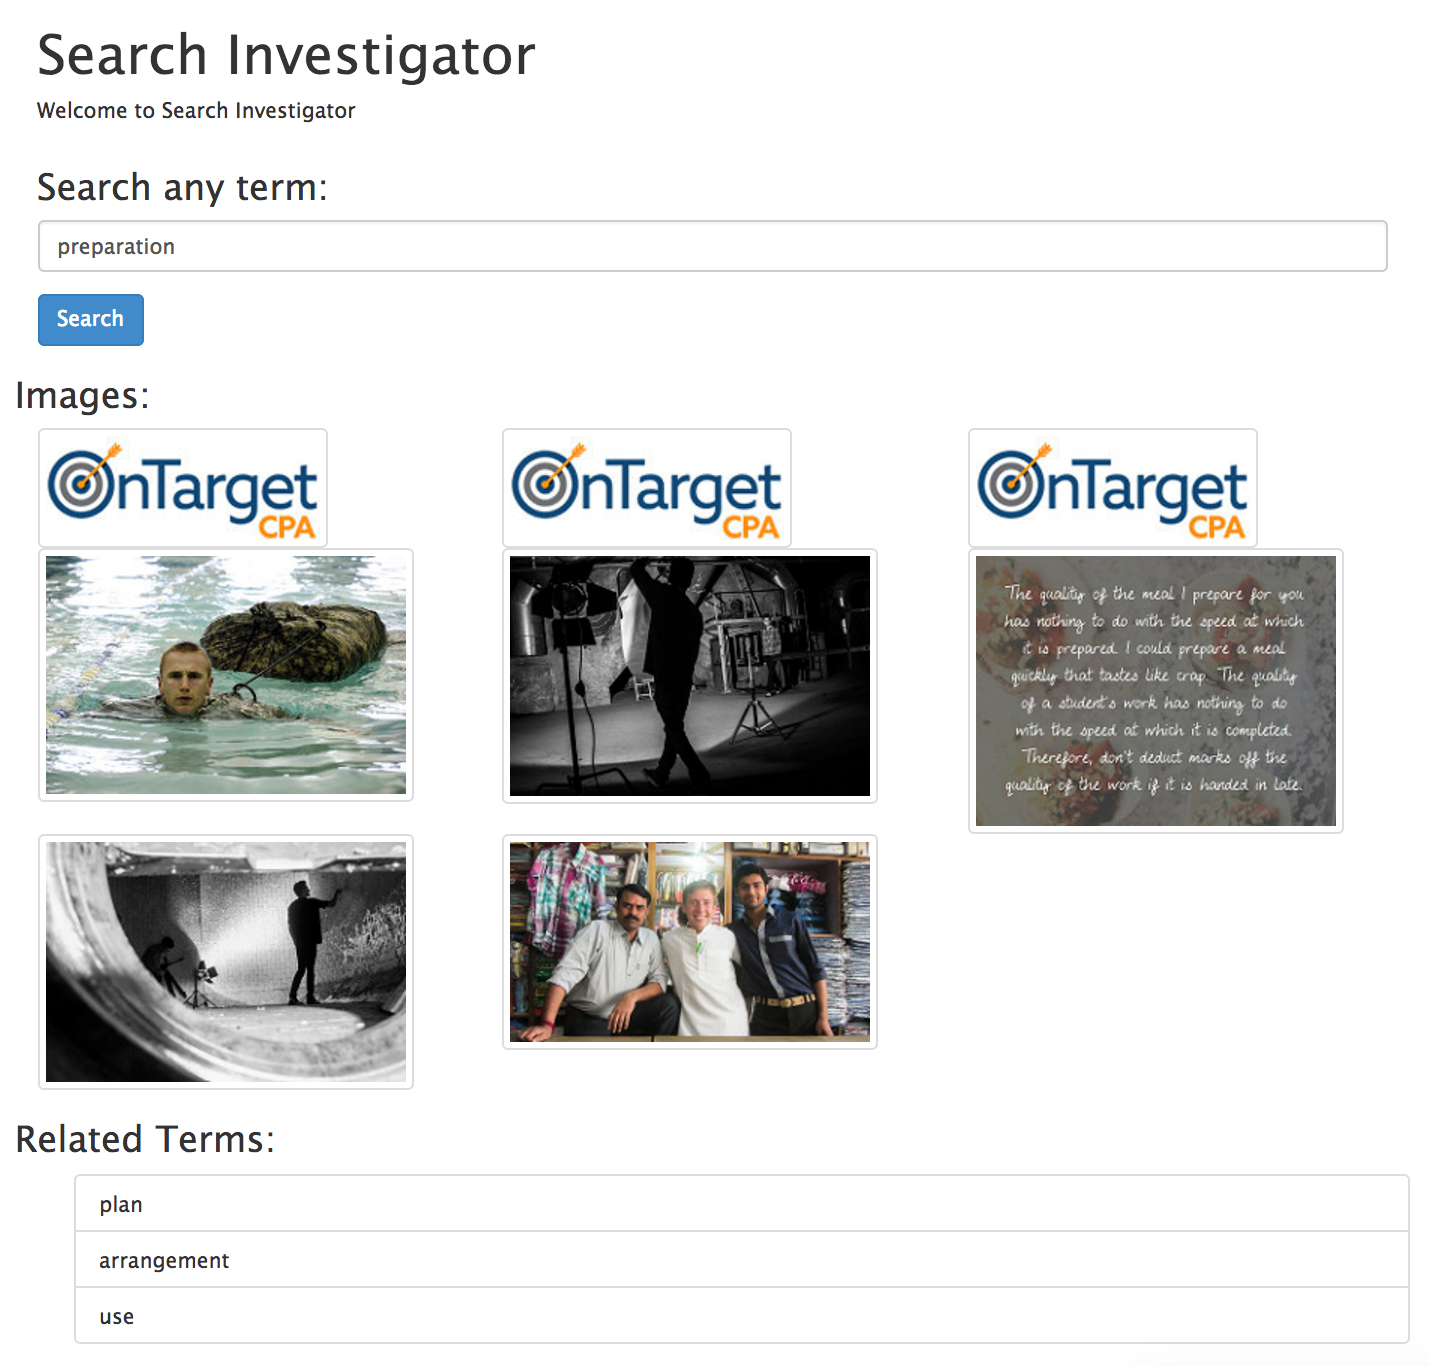 Search Investigator
Welcome to Search Investigator
Search any term:
preparation
Search
Images:
OnTarget
CPA
OnTarget
CPA
OnTarget
CPA
The quality of the meal I prepare for you
has nothing to do with the speed at which
it is prepared. I could prepare a meal
quickly that tastes like crap. The quality
of a student's work has nothing to do
with the speed at which it is completed.
Therefore, don't deduct marks off the
quality of the work if it is handed in late.
Related Terms:
plan
arrangement
use